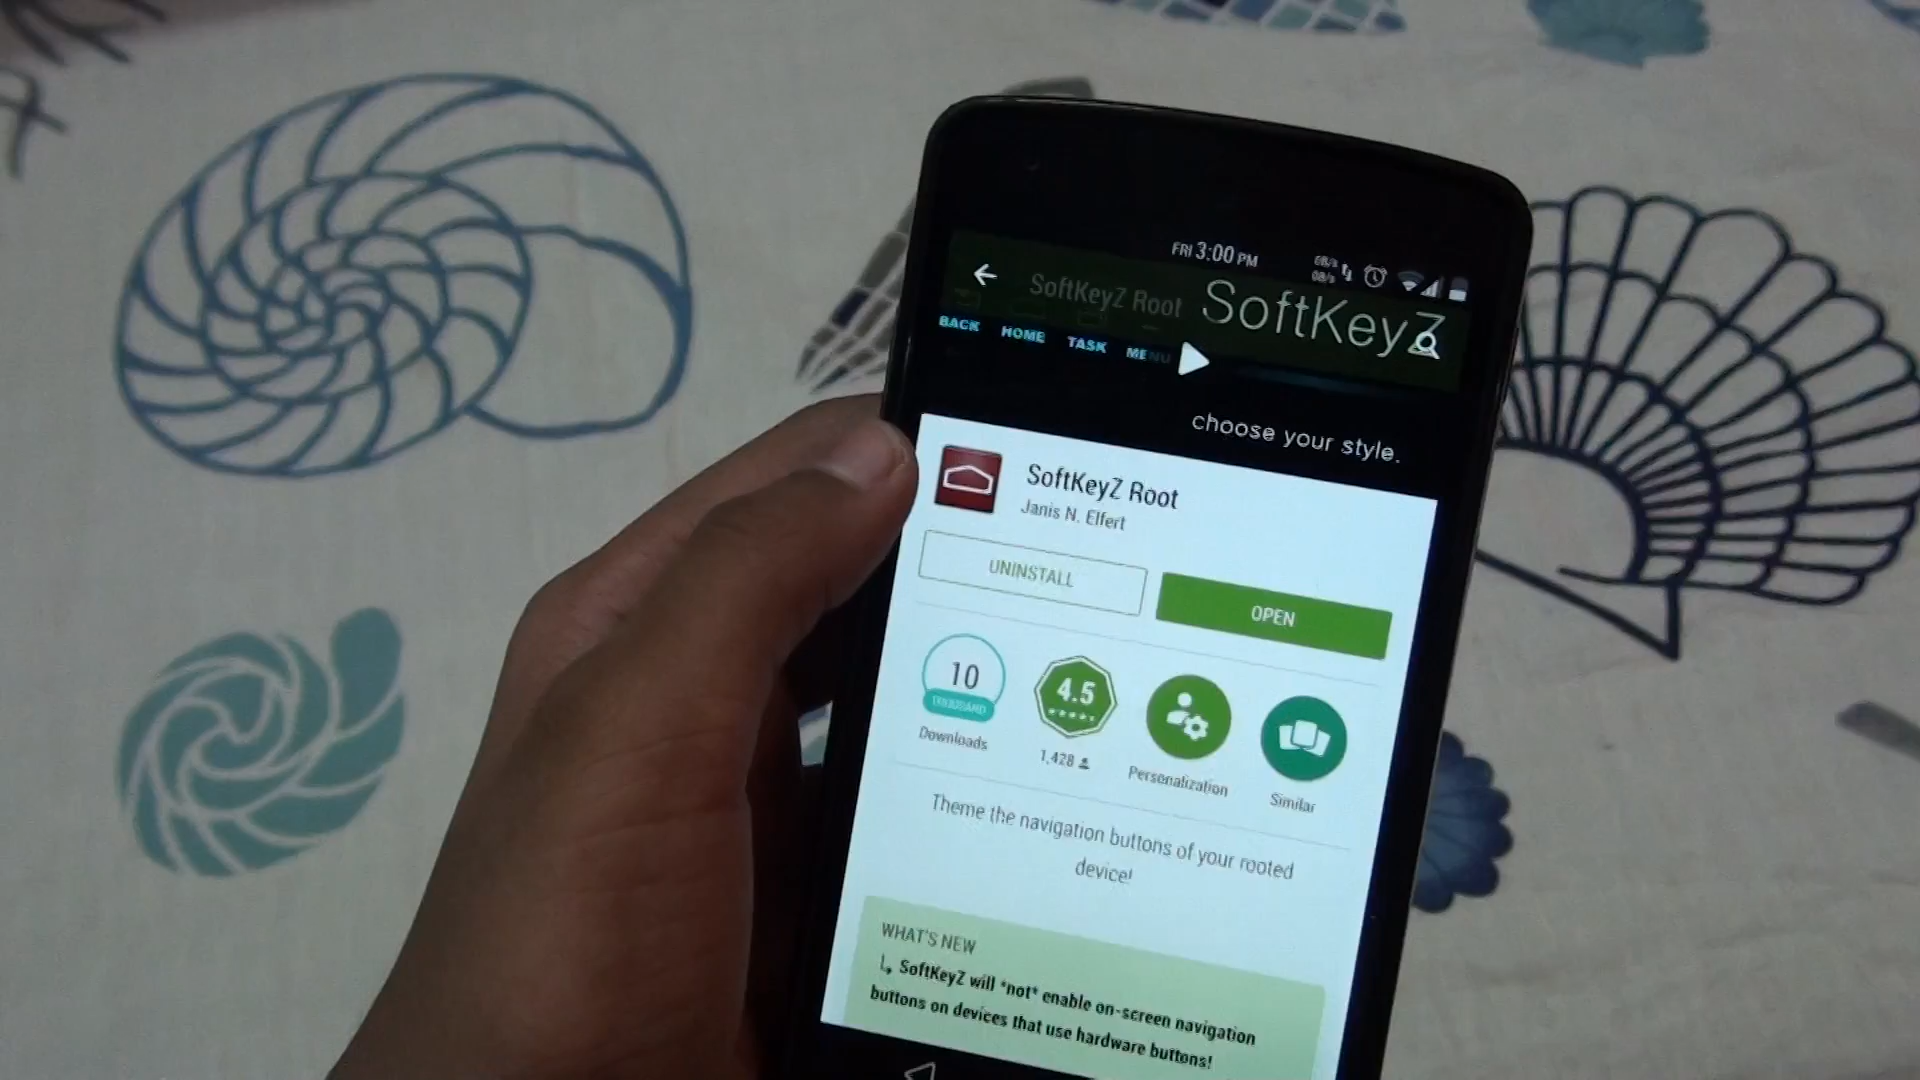 FRI 3:00 PM
0B/s
0B/s
SoftKeyZ Root
SoftKeyZ
BACK HOME TASK MENU
choose your style.
SoftKeyZ Root
Janis N. Elfert
UNINSTALL
OPEN
10
THOUSAND
Downloads
4.5
1,428
Personalization
Similar
Theme the navigation buttons of your rooted
device!
WHAT'S NEW
SoftKeyZ will *not* enable on-screen navigation
buttons on devices that use hardware buttons!